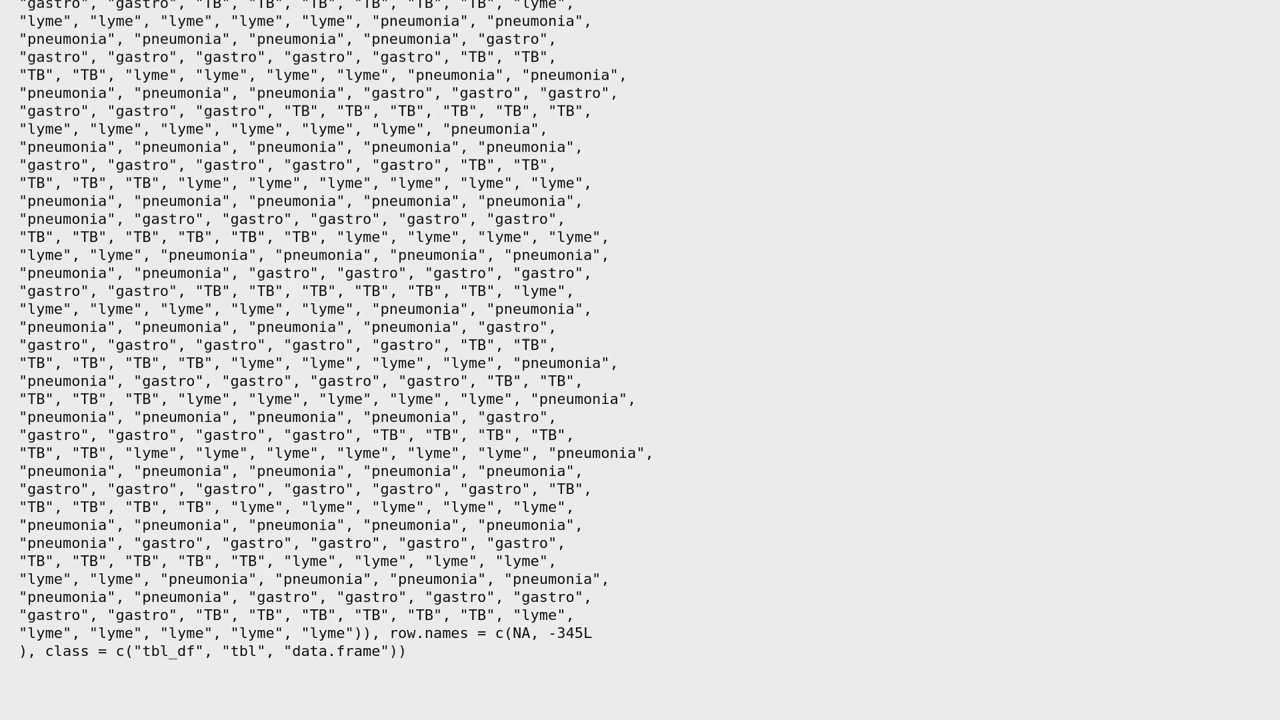 "gastro", "gastro", "TB", "TB", "TB", "TB", "TB", "TB", "lyme",
"lyme", "lyme", "lyme", "lyme", "lyme", "pneumonia", "pneumonia",
"pneumonia", "pneumonia", "pneumonia", "pneumonia", "gastro",
"gastro", "gastro", "gastro", "gastro", "gastro", "TB", "TB",
"TB", "TB", "lyme", "lyme", "lyme", "lyme", "pneumonia", "pneumonia",
"pneumonia", "pneumonia", "pneumonia", "gastro", "gastro", "gastro",
"gastro", "gastro", "gastro", "TB", "TB", "TB", "TB", "TB", "TB",
"lyme", "lyme", "lyme", "lyme", "lyme", "lyme", "pneumonia",
"pneumonia", "pneumonia", "pneumonia", "pneumonia", "pneumonia",
"gastro", "gastro", "gastro", "gastro", "gastro", "TB", "TB",
"TB", "TB", "TB", "lyme", "lyme", "lyme", "lyme", "lyme", "lyme",
"pneumonia", "pneumonia", "pneumonia", "pneumonia", "pneumonia",
"pneumonia", "gastro", "gastro", "gastro", "gastro", "gastro",
"TB", "TB", "TB", "TB", "TB", "TB", "lyme", "lyme", "lyme", "lyme",
"lyme", "lyme", "pneumonia", "pneumonia", "pneumonia", "pneumonia",
"pneumonia", "pneumonia", "gastro", "gastro", "gastro", "gastro",
"gastro", "gastro", "TB", "TB", "TB", "TB", "TB", "TB", "lyme",
"lyme", "lyme", "lyme", "lyme", "lyme", "pneumonia", "pneumonia",
"pneumonia", "pneumonia", "pneumonia", "pneumonia", "gastro",
"gastro", "gastro", "gastro", "gastro", "gastro", "TB", "TB",
"TB", "TB", "TB", "TB", "lyme", "lyme", "lyme", "lyme", "pneumonia",
"pneumonia", "gastro", "gastro", "gastro", "gastro", "TB", "TB",
"TB", "TB", "TB", "lyme", "lyme", "lyme", "lyme", "lyme", "pneumonia",
"pneumonia", "pneumonia", "pneumonia", "pneumonia", "gastro",
"gastro", "gastro", "gastro", "gastro", "TB", "TB", "TB", "TB",
"TB", "TB", "lyme", "lyme", "lyme", "lyme", "lyme", "lyme", "pneumonia",
"pneumonia", "pneumonia", "pneumonia", "pneumonia", "pneumonia",
"gastro", "gastro", "gastro", "gastro", "gastro", "gastro", "TB",
"TB", "TB", "TB", "TB", "lyme", "lyme", "lyme", "lyme", "lyme",
"pneumonia", "pneumonia", "pneumonia", "pneumonia", "pneumonia",
"pneumonia", "gastro", "gastro", "gastro", "gastro", "gastro",
"TB", "TB", "TB", "TB", "TB", "lyme", "lyme", "lyme", "lyme",
"lyme", "lyme", "pneumonia", "pneumonia", "pneumonia", "pneumonia",
"pneumonia", "pneumonia", "gastro", "gastro", "gastro", "gastro",
"gastro", "gastro", "TB", "TB", "TB", "TB", "TB", "TB", "lyme",
"lyme", "lyme", "lyme", "lyme", "lyme")), row.names = c(NA, -345L
), class = c("tbl_df", "tbl", "data.frame"))